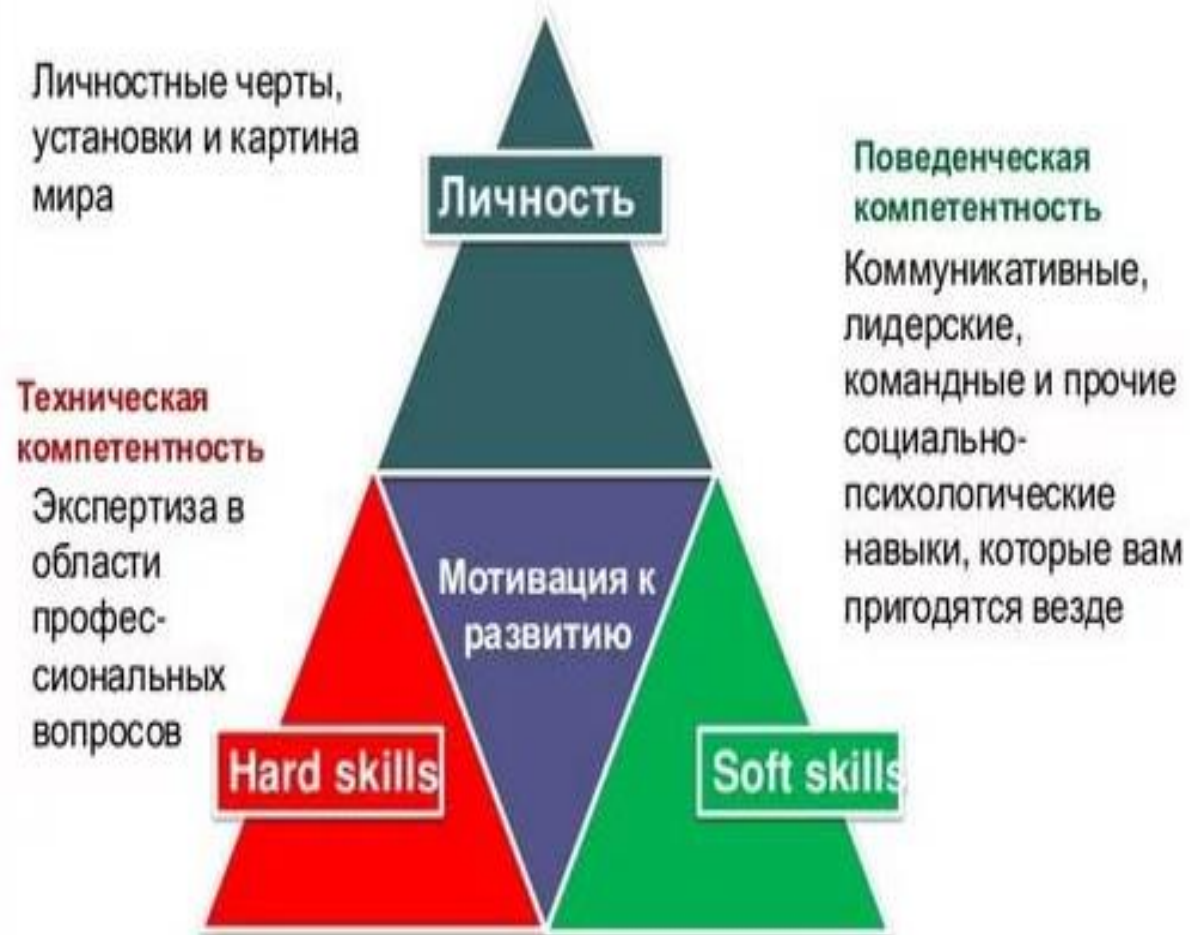 Личностные черты,
установки и картина
мира
Личность
Поведенческая
компетентность
Коммуникативные,
лидерские,
командные и прочие
социально-
психологические
навыки, которые вам
пригодятся везде
Техническая
компетентность
Экспертиза в
области
профес-
сиональных
вопросов
Мотивация к
развитию
Hard skills
Soft skills